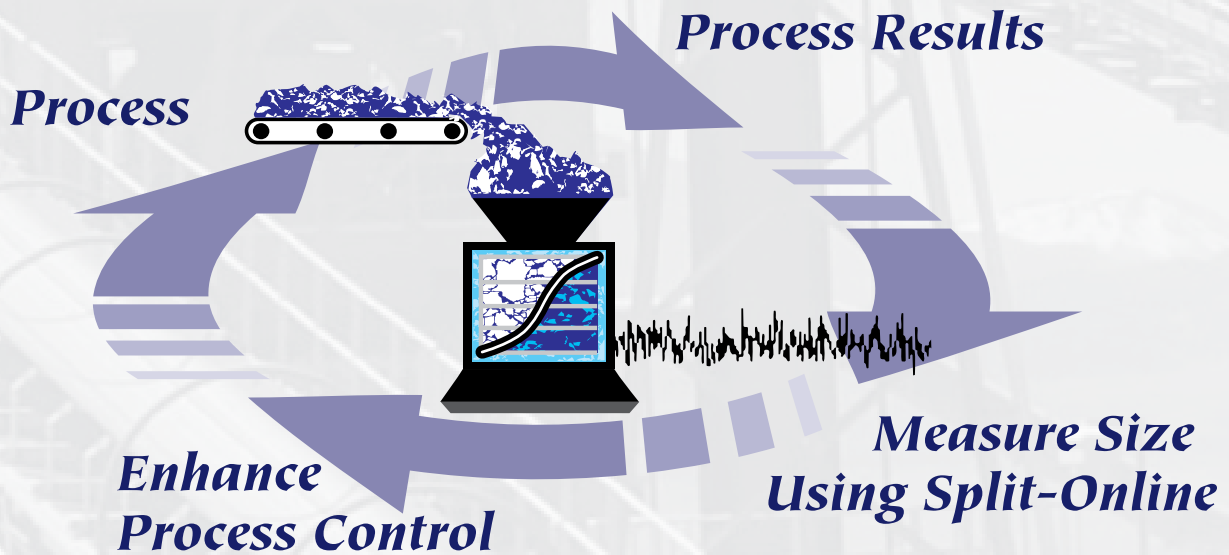 Process Results
Process
Measure Size
Using Split-Online
Enhance
Process Control